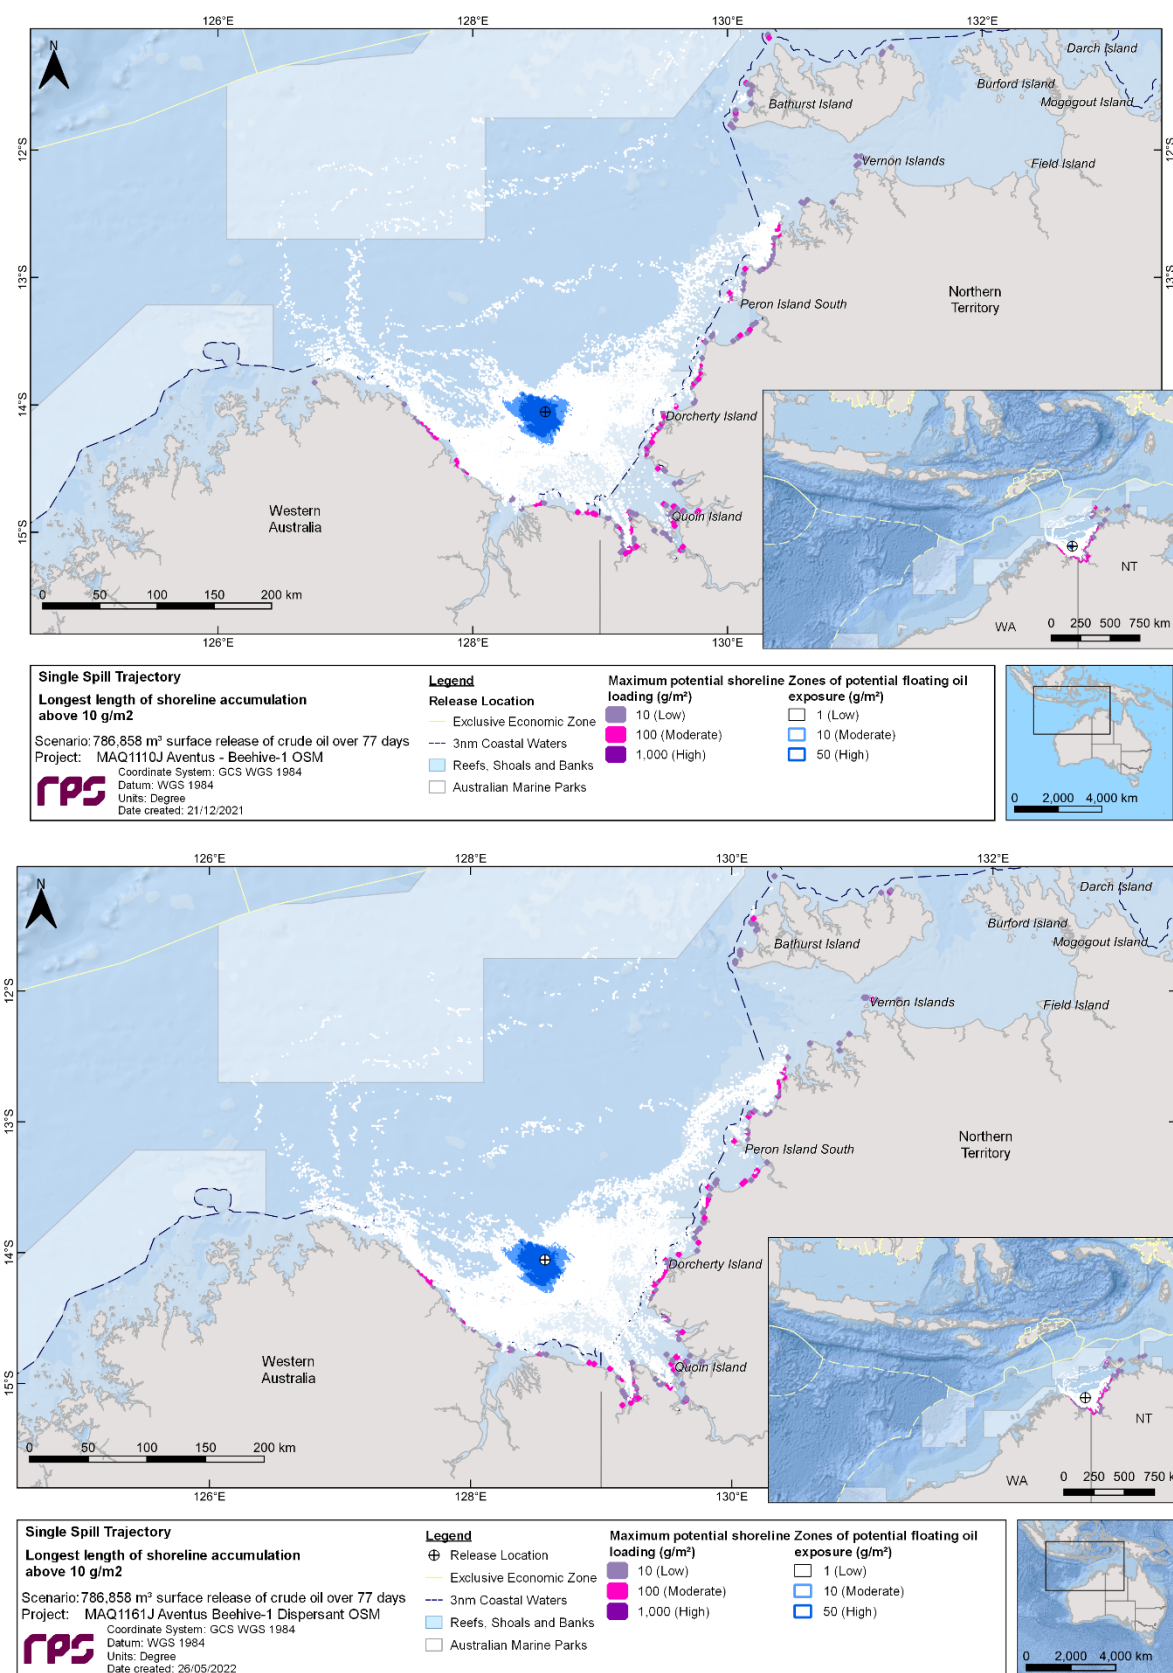 126°E
128°E
130°E
132°E
N
Darch Island
Burford Island
Bathurst Island
Mogogout Island
12°S
12°S
Vernon Islands
Field Island
13°S
13°S
Northern
Territory
Peron Island South
14°S
Dorcherty Island
Western
Australia
Quoin Island
15°S
NT
WA
0 50 100 150 200 km
0 250 500 750 km
126°E
128°E
130°E
Single Spill Trajectory
Longest length of shoreline accumulation
above 10 g/m2
Scenario: 786,858 m³ surface release of crude oil over 77 days
Project: MAQ1110J Aventus - Beehive-1 OSM
rps
Coordinate System: GCS WGS 1984
Datum: WGS 1984
Units: Degree
Date created: 21/12/2021
Legend
Release Location
Exclusive Economic Zone
3nm Coastal Waters
Reefs, Shoals and Banks
Australian Marine Parks
Maximum potential shoreline
loading (g/m²)
10 (Low)
100 (Moderate)
1,000 (High)
Zones of potential floating oil
exposure (g/m²)
1 (Low)
10 (Moderate)
50 (High)
0 2,000 4,000 km
126°E
128°E
130°E
132°E
N
Darch Island
Burford Island
Bathurst Island
Mogogout Island
12°S
Vernon Islands
Field Island
13°S
Northern
Territory
Peron Island South
14°S
Dorcherty Island
Western
Australia
Quoin Island
15°S
NT
WA
0 50 100 150 200 km
0 250 500 750 km
126°E
128°E
130°E
Single Spill Trajectory
Longest length of shoreline accumulation
above 10 g/m2
Scenario: 786,858 m³ surface release of crude oil over 77 days
Project: MAQ1161J Aventus Beehive-1 Dispersant OSM
rps
Coordinate System: GCS WGS 1984
Datum: WGS 1984
Units: Degree
Date created: 26/05/2022
Legend
Release Location
Exclusive Economic Zone
3nm Coastal Waters
Reefs, Shoals and Banks
Australian Marine Parks
Maximum potential shoreline
loading (g/m²)
10 (Low)
100 (Moderate)
1,000 (High)
Zones of potential floating oil
exposure (g/m²)
1 (Low)
10 (Moderate)
50 (High)
0 2,000 4,000 km